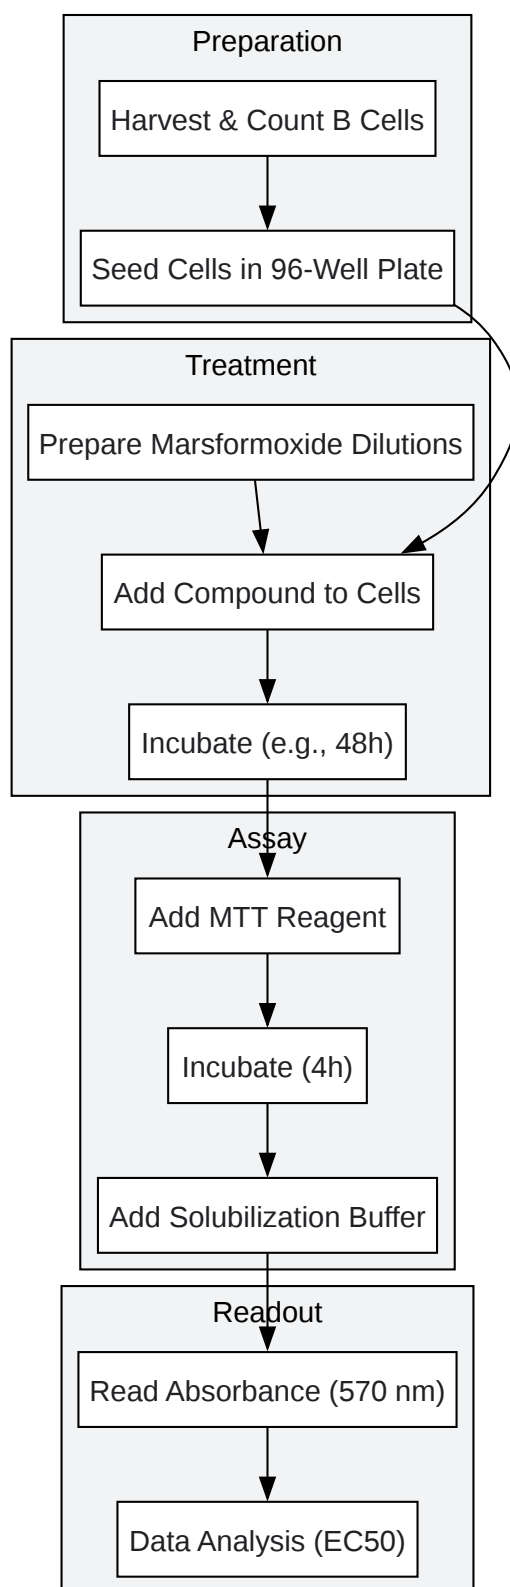 Preparation
Harvest & Count B Cells
Seed Cells in 96-Well Plate
Treatment
Prepare Marsformoxide Dilutions
Add Compound to Cells
Incubate (e.g., 48h)
Assay
Add MTT Reagent
Incubate (4h)
Add Solubilization Buffer
Readout
Read Absorbance (570 nm)
Data Analysis (EC50)